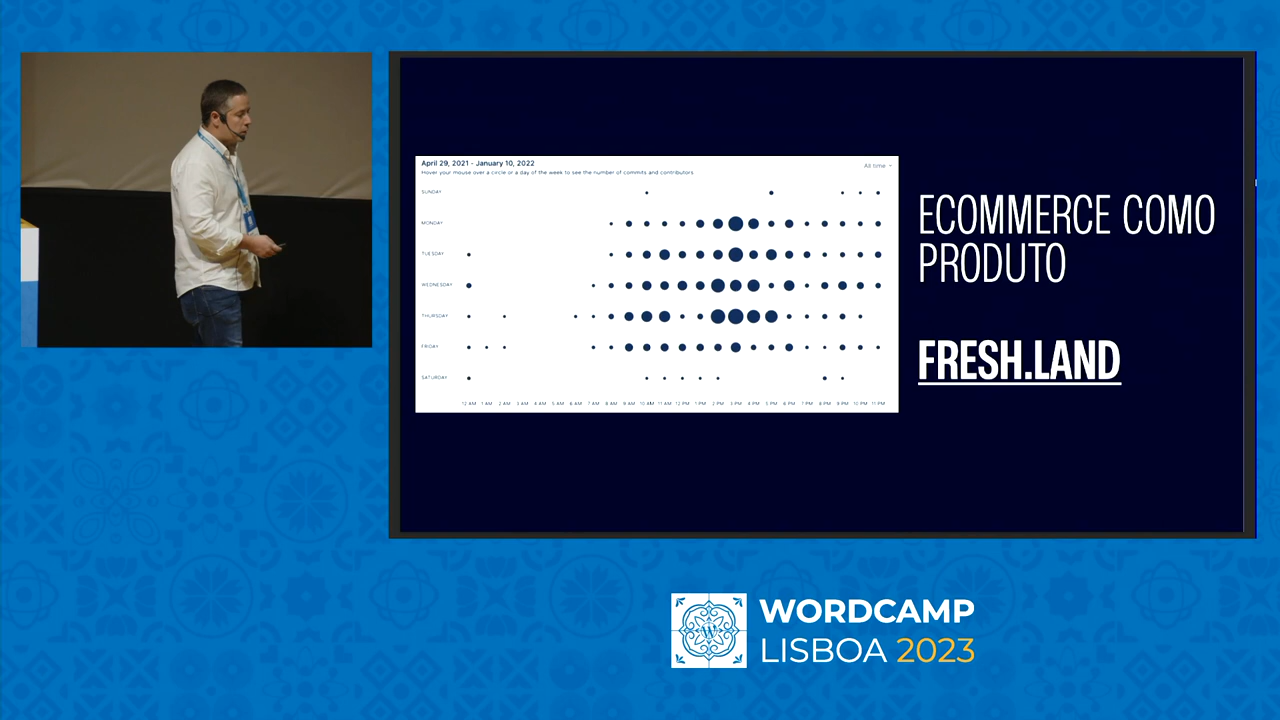 April 29, 2021 - January 10, 2022
All time
Hover your mouse over a circle or a day of the week to see the number of commits and contributors.
SUNDAY
MONDAY
TUESDAY
WEDNESDAY
THURSDAY
FRIDAY
SATURDAY
12 AM 1 AM 2 AM 3 AM 4 AM 5 AM 6 AM 7 AM 8 AM 9 AM 10 AM 11 AM 12 PM 1 PM 2 PM 3 PM 4 PM 5 PM 6 PM 7 PM 8 PM 9 PM 10 PM 11 PM
ECOMMERCE COMO
PRODUTO
FRESH.LAND
WORDCAMP
LISBOA 2023